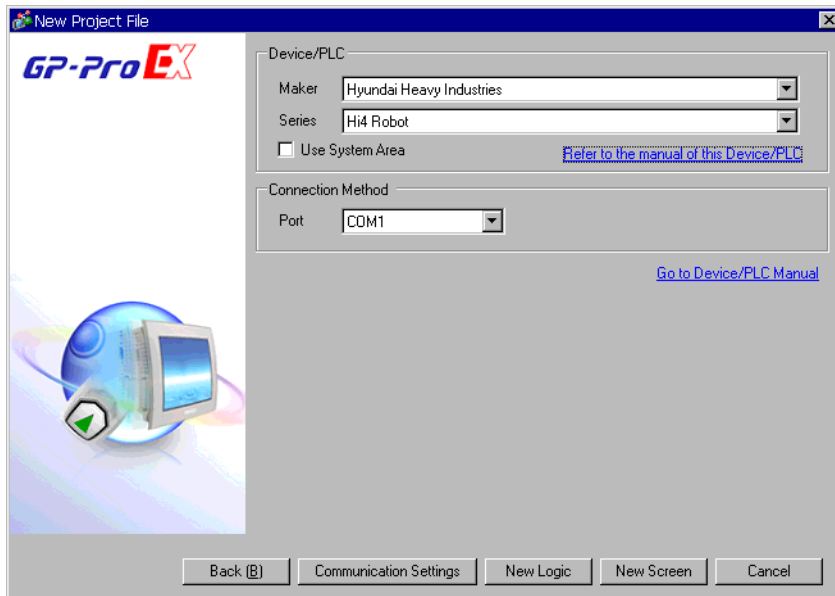 New Project File
GP-Pro EX
Device/PLC
Maker Hyundai Heavy Industries
Series Hi4 Robot
Use System Area Refer to the manual of this Device/PLC
Connection Method
Port COM1
Go to Device/PLC Manual
Back (B) Communication Settings New Logic New Screen Cancel